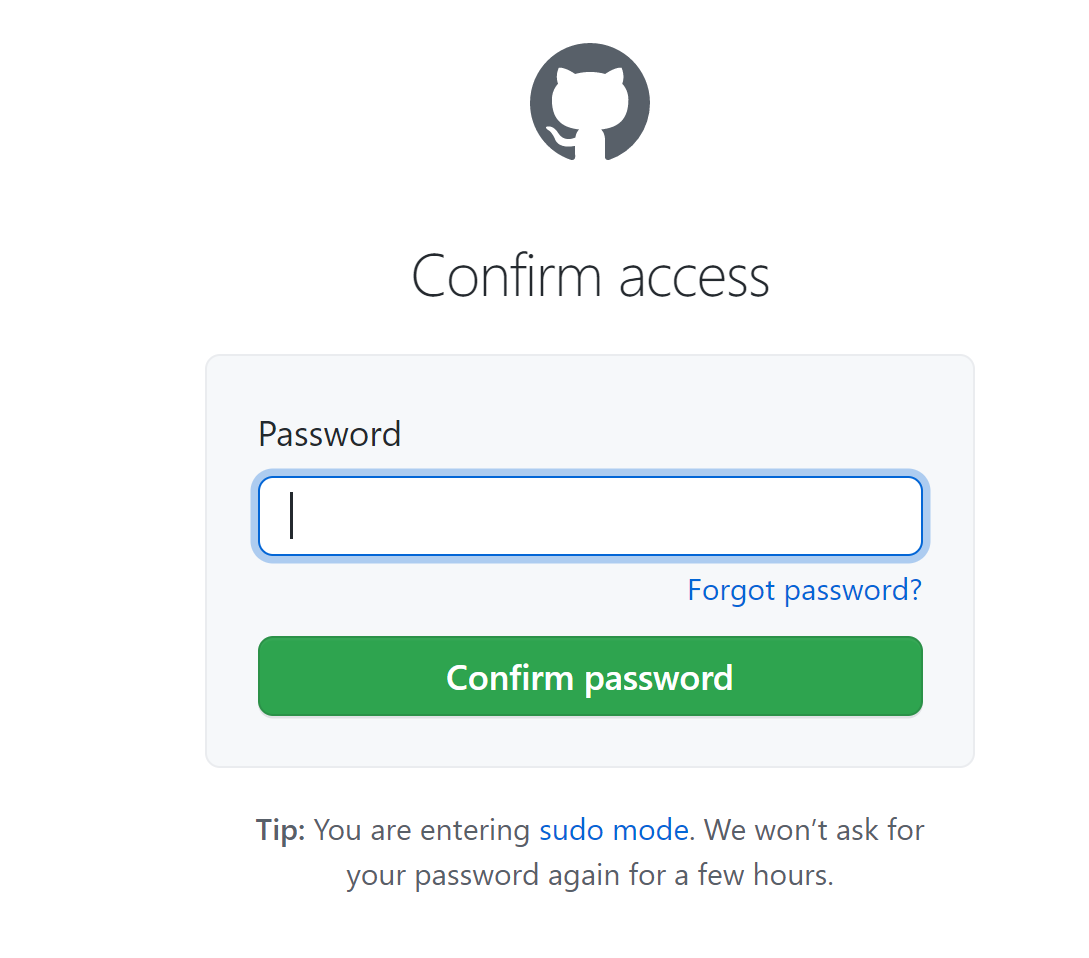 Confirm access
Password
Forgot password?
Confirm password
Tip: You are entering sudo mode. We won’t ask for
your password again for a few hours.